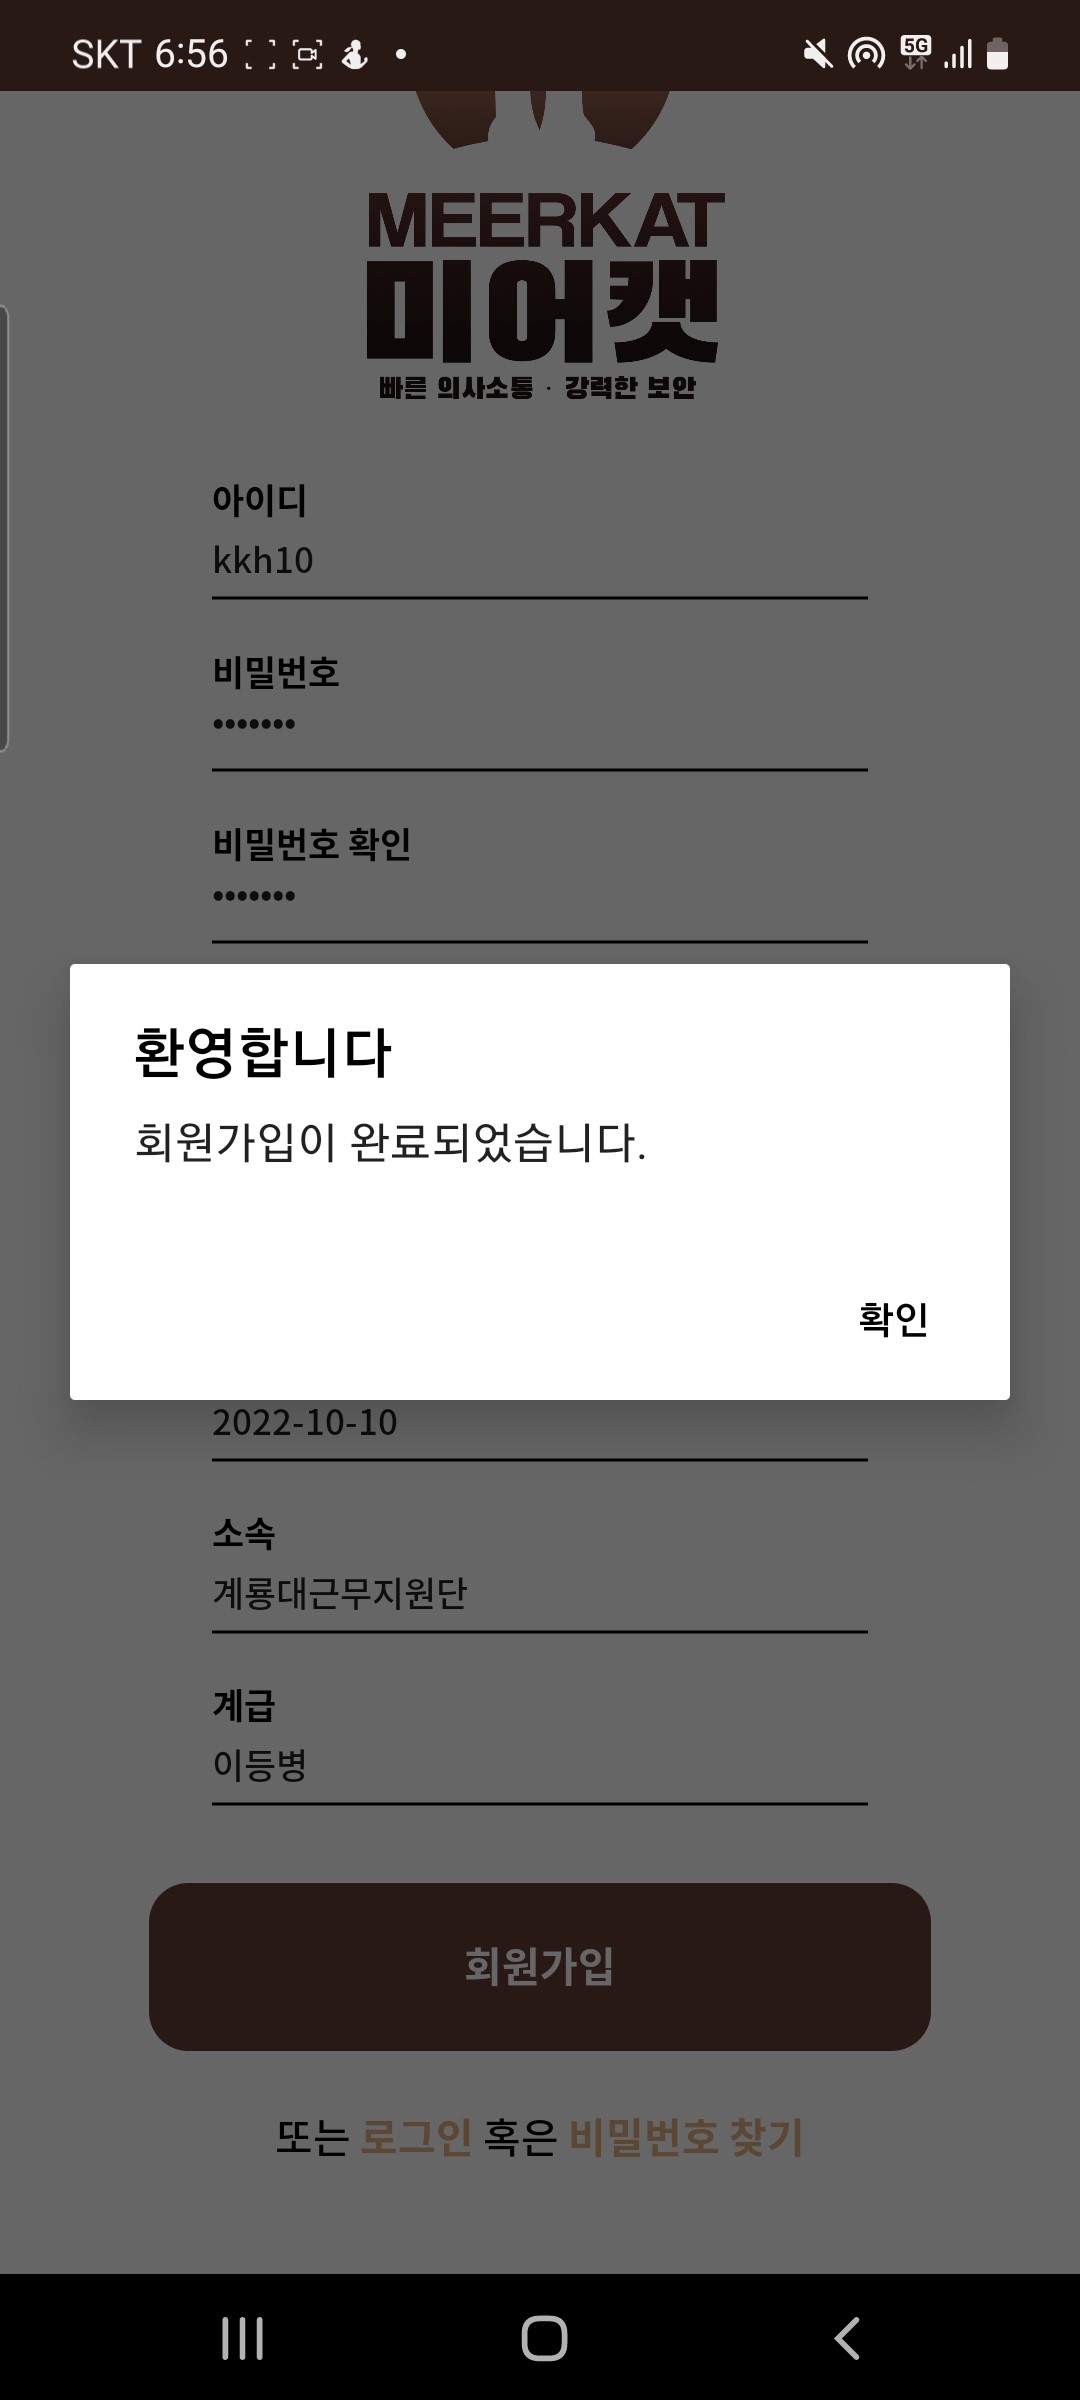 SKT 6:56
5G
MEERKAT
미어캣
빠른 의사소통 · 강력한 보안
아이디
kkh10
비밀번호
•••••••
비밀번호 확인
•••••••
환영합니다
회원가입이 완료되었습니다.
확인
2022-10-10
소속
계룡대근무지원단
계급
이등병
회원가입
또는 로그인 혹은 비밀번호 찾기